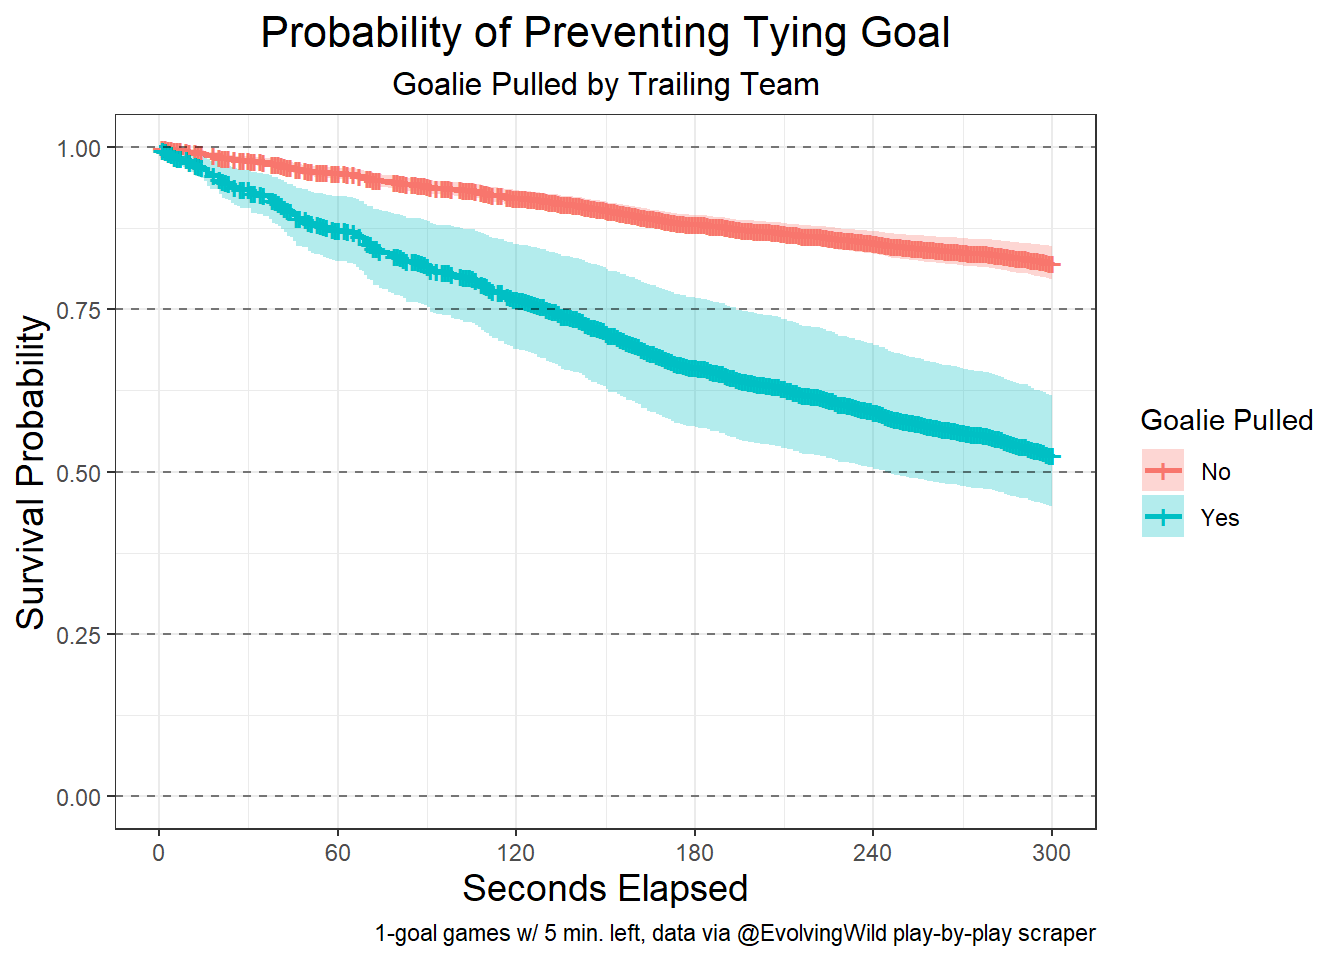 Probability of Preventing Tying Goal
Goalie Pulled by Trailing Team
Survival Probability
1.00
0.75
0.50
0.25
0.00
0 60 120 180 240 300
Seconds Elapsed
Goalie Pulled
No
Yes
1-goal games w/ 5 min. left, data via @EvolvingWild play-by-play scraper